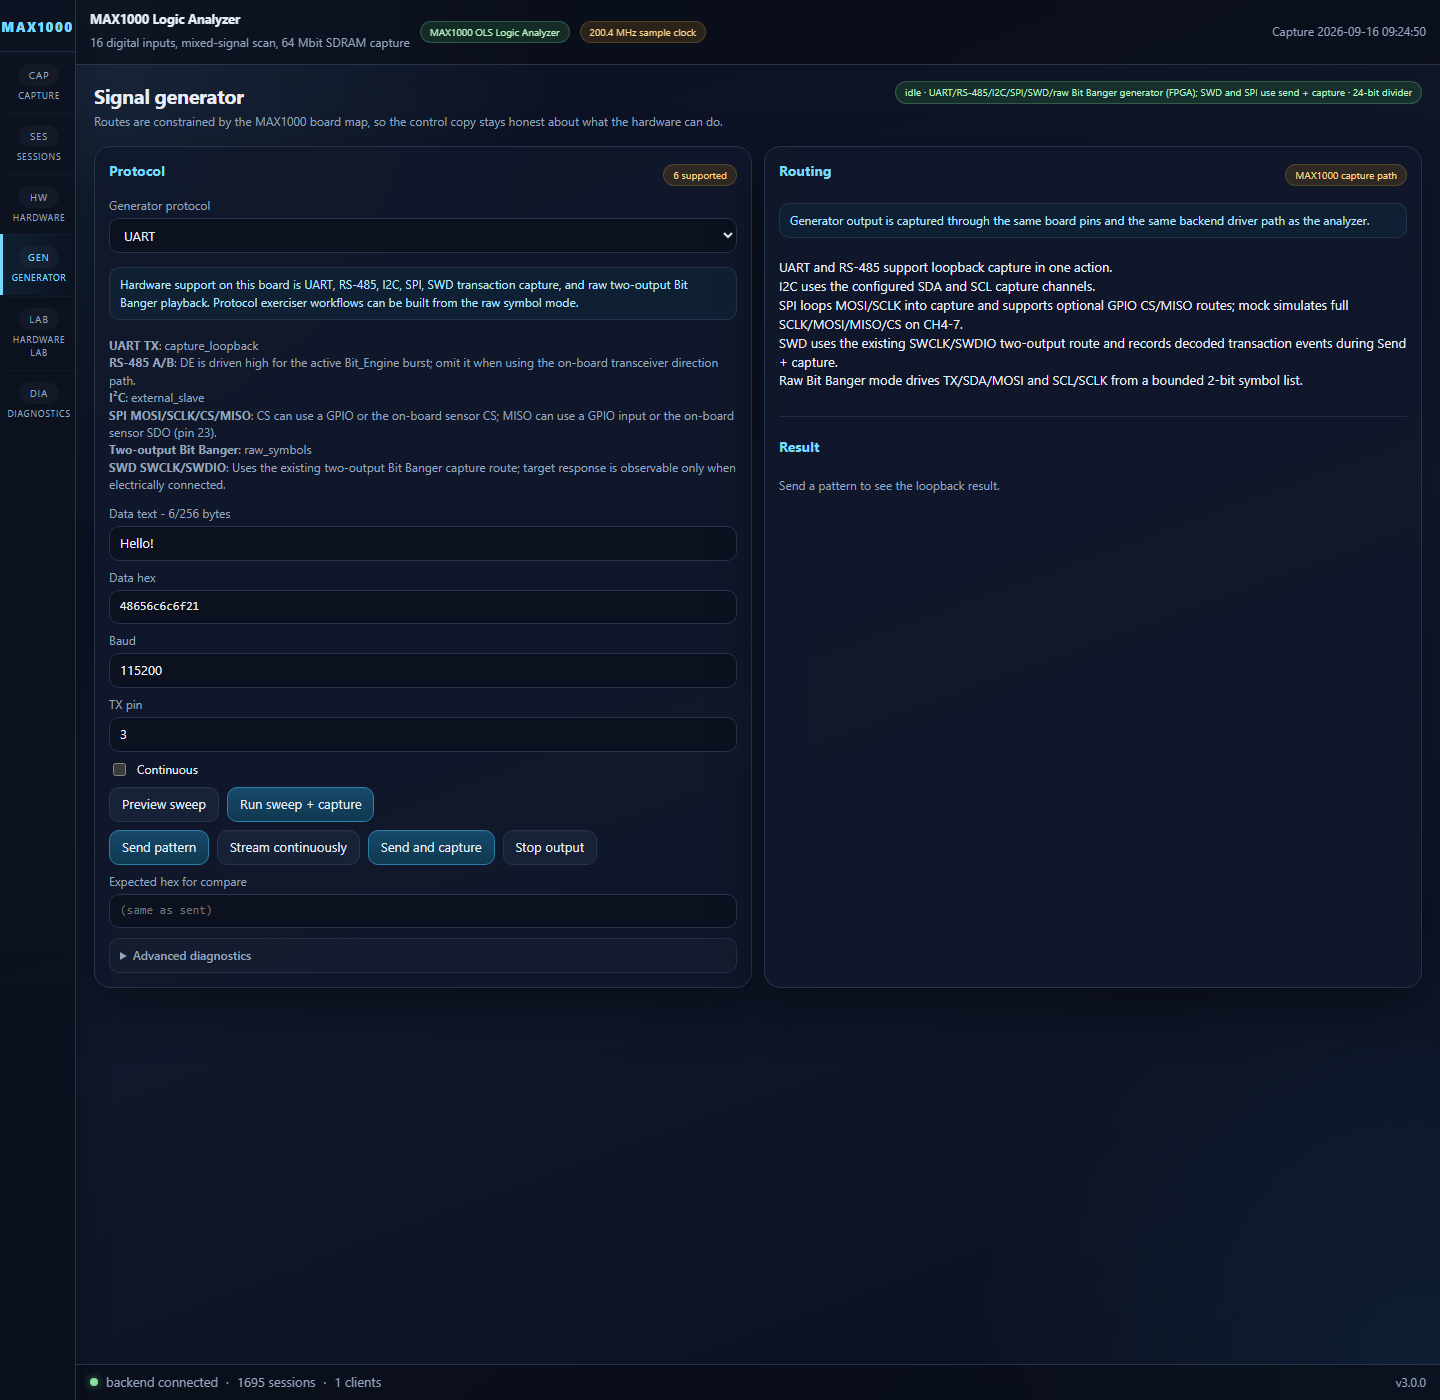 MAX1000
CAP
CAPTURE
SES
SESSIONS
HW
HARDWARE
GEN
GENERATOR
LAB
HARDWARE
LAB
DIA
DIAGNOSTICS
MAX1000 Logic Analyzer
16 digital inputs, mixed-signal scan, 64 Mbit SDRAM capture
MAX1000 OLS Logic Analyzer
200.4 MHz sample clock
Capture 2026-09-16 09:24:50
Signal generator
Routes are constrained by the MAX1000 board map, so the control copy stays honest about what the hardware can do.
idle · UART/RS-485/I2C/SPI/SWD/raw Bit Banger generator (FPGA); SWD and SPI use send + capture · 24-bit divider
Protocol
6 supported
Generator protocol
UART
Hardware support on this board is UART, RS-485, I2C, SPI, SWD transaction capture, and raw two-output Bit
Banger playback. Protocol exerciser workflows can be built from the raw symbol mode.
UART TX: capture_loopback
RS-485 A/B: DE is driven high for the active Bit_Engine burst; omit it when using the on-board transceiver direction
path.
I²C: external_slave
SPI MOSI/SCLK/CS/MISO: CS can use a GPIO or the on-board sensor CS; MISO can use a GPIO input or the on-board
sensor SDO (pin 23).
Two-output Bit Banger: raw_symbols
SWD SWCLK/SWDIO: Uses the existing two-output Bit Banger capture route; target response is observable only when
electrically connected.
Data text - 6/256 bytes
Hello!
Data hex
48656c6c6f21
Baud
115200
TX pin
3
Continuous
Preview sweep
Run sweep + capture
Send pattern
Stream continuously
Send and capture
Stop output
Expected hex for compare
(same as sent)
Advanced diagnostics
Routing
MAX1000 capture path
Generator output is captured through the same board pins and the same backend driver path as the analyzer.
UART and RS-485 support loopback capture in one action.
I2C uses the configured SDA and SCL capture channels.
SPI loops MOSI/SCLK into capture and supports optional GPIO CS/MISO routes; mock simulates full
SCLK/MOSI/MISO/CS on CH4-7.
SWD uses the existing SWCLK/SWDIO two-output route and records decoded transaction events during Send
+ capture.
Raw Bit Banger mode drives TX/SDA/MOSI and SCL/SCLK from a bounded 2-bit symbol list.
Result
Send a pattern to see the loopback result.
backend connected · 1695 sessions · 1 clients
v3.0.0